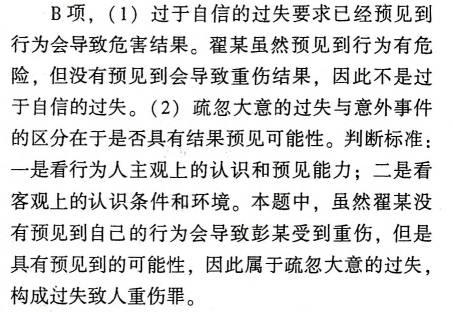 B项，（1）过于自信的过失要求已经预见到
行为会导致危害结果。翟某虽然预见到行为有危
险，但没有预见到会导致重伤结果，因此不是过
于自信的过失。（2）疏忽大意的过失与意外事件
的区分在于是否具有结果预见可能性。判断标准：
一是看行为人主观上的认识和预见能力；二是看
客观上的认识条件和环境。本题中，虽然翟某没
有预见到自己的行为会导致彭某受到重伤，但是
具有预见到的可能性，因此属于疏忽大意的过失，
构成过失致人重伤罪。